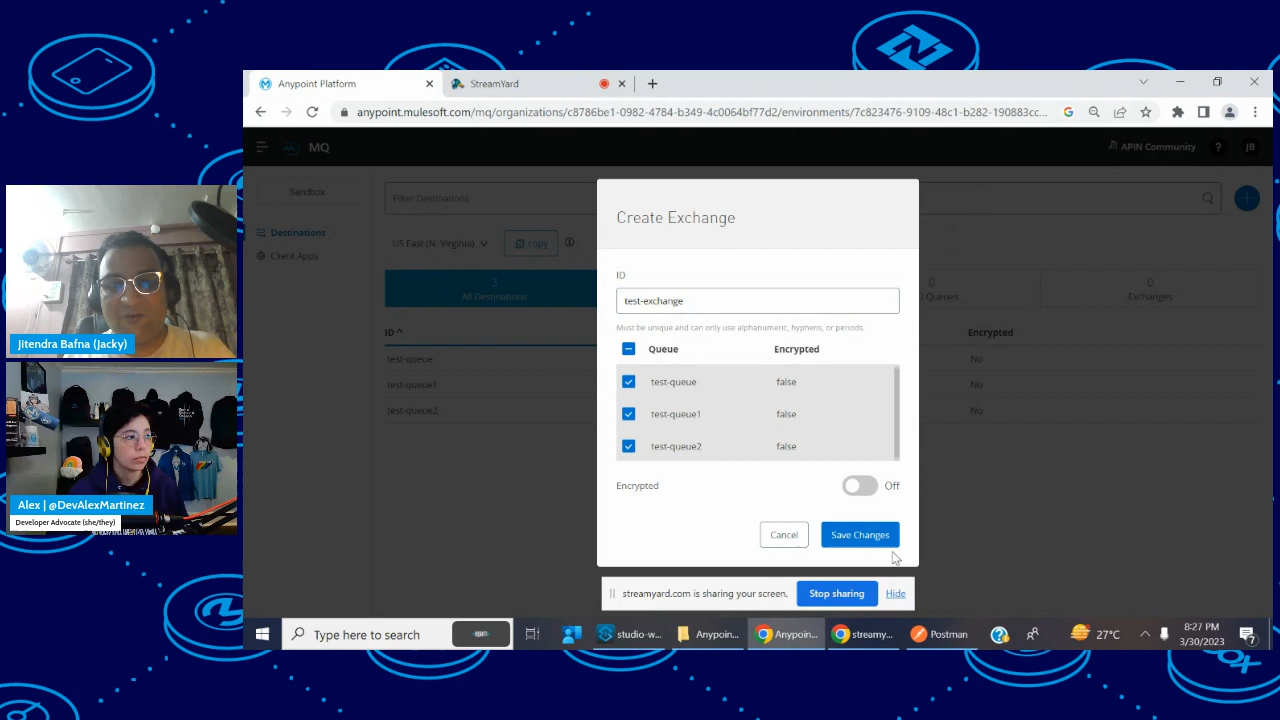 Anypoint Platform
StreamYard
anypoint.mulesoft.com/mq/organizations/c8786be1-0982-4784-b349-4c0064bf77d2/environments/7c823476-9109-48c1-b282-190883cc...
MQ
APIN Community
?
JB
Sandbox
Filter Destinations
Destinations
Client Apps
US East (N. Virginia)
copy
3
All Destinations
0
Queues
0
Exchanges
ID
Encrypted
test-queue
No
test-queue1
No
test-queue2
No
Create Exchange
ID
test-exchange
Must be unique and can only use alphanumeric, hyphens, or periods.
Queue Encrypted
test-queue false
test-queue1 false
test-queue2 false
Encrypted
Off
Cancel
Save Changes
streamyard.com is sharing your screen.
Stop sharing
Hide
Jitendra Bafna (Jacky)
Alex | @DevAlexMartinez
Developer Advocate (she/they)
Type here to search
studio-w...
Anypoin...
Anypoin...
streamy...
Postman
27°C
8:27 PM
3/30/2023
7